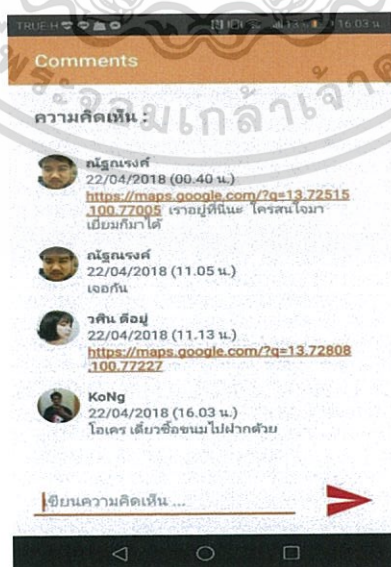 TRUE-H 13% 16:03 น.
Comments
ความคิดเห็น :
ณัฐณรงค์
22/04/2018 (00.40 น.)
https://maps.google.com/?q=13.72515
,100.77005 เราอยู่ที่นี่นะ ใครสนใจมา
เยี่ยมก็มาได้
ณัฐณรงค์
22/04/2018 (11.05 น.)
เจอกัน
วศิน ดีอยู่
22/04/2018 (11.13 น.)
https://maps.google.com/?q=13.72808
,100.77227
KoNg
22/04/2018 (16.03 น.)
โอเคร เดี๋ยวซื้อขนมไปฝากด้วย
เขียนความคิดเห็น ...